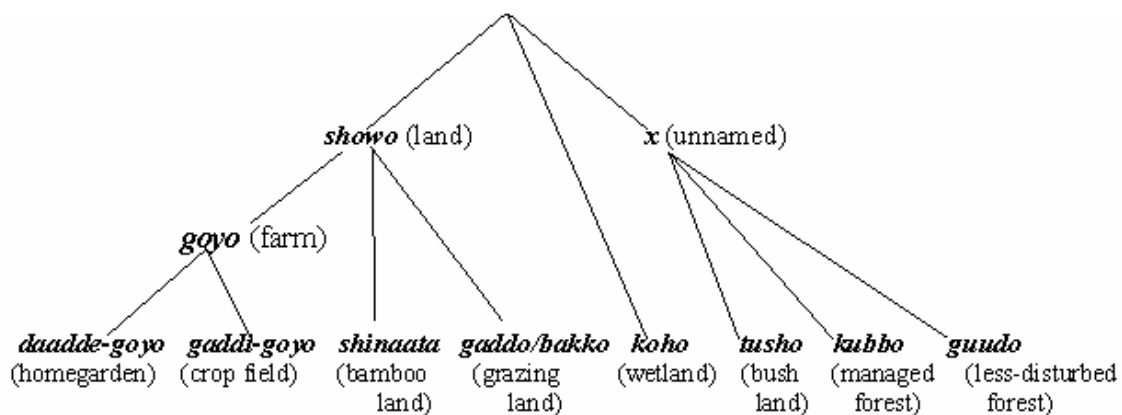 showo (land) x (unnamed)
goyo (farm)
daadde-goyo gaddi-goyo shinaata gaddo/bakko koho tusho kubbo guudo
(homegarden) (crop field) (bamboo (grazing (wetland) (bush (managed (less-disturbed
land) land) land) forest) forest)